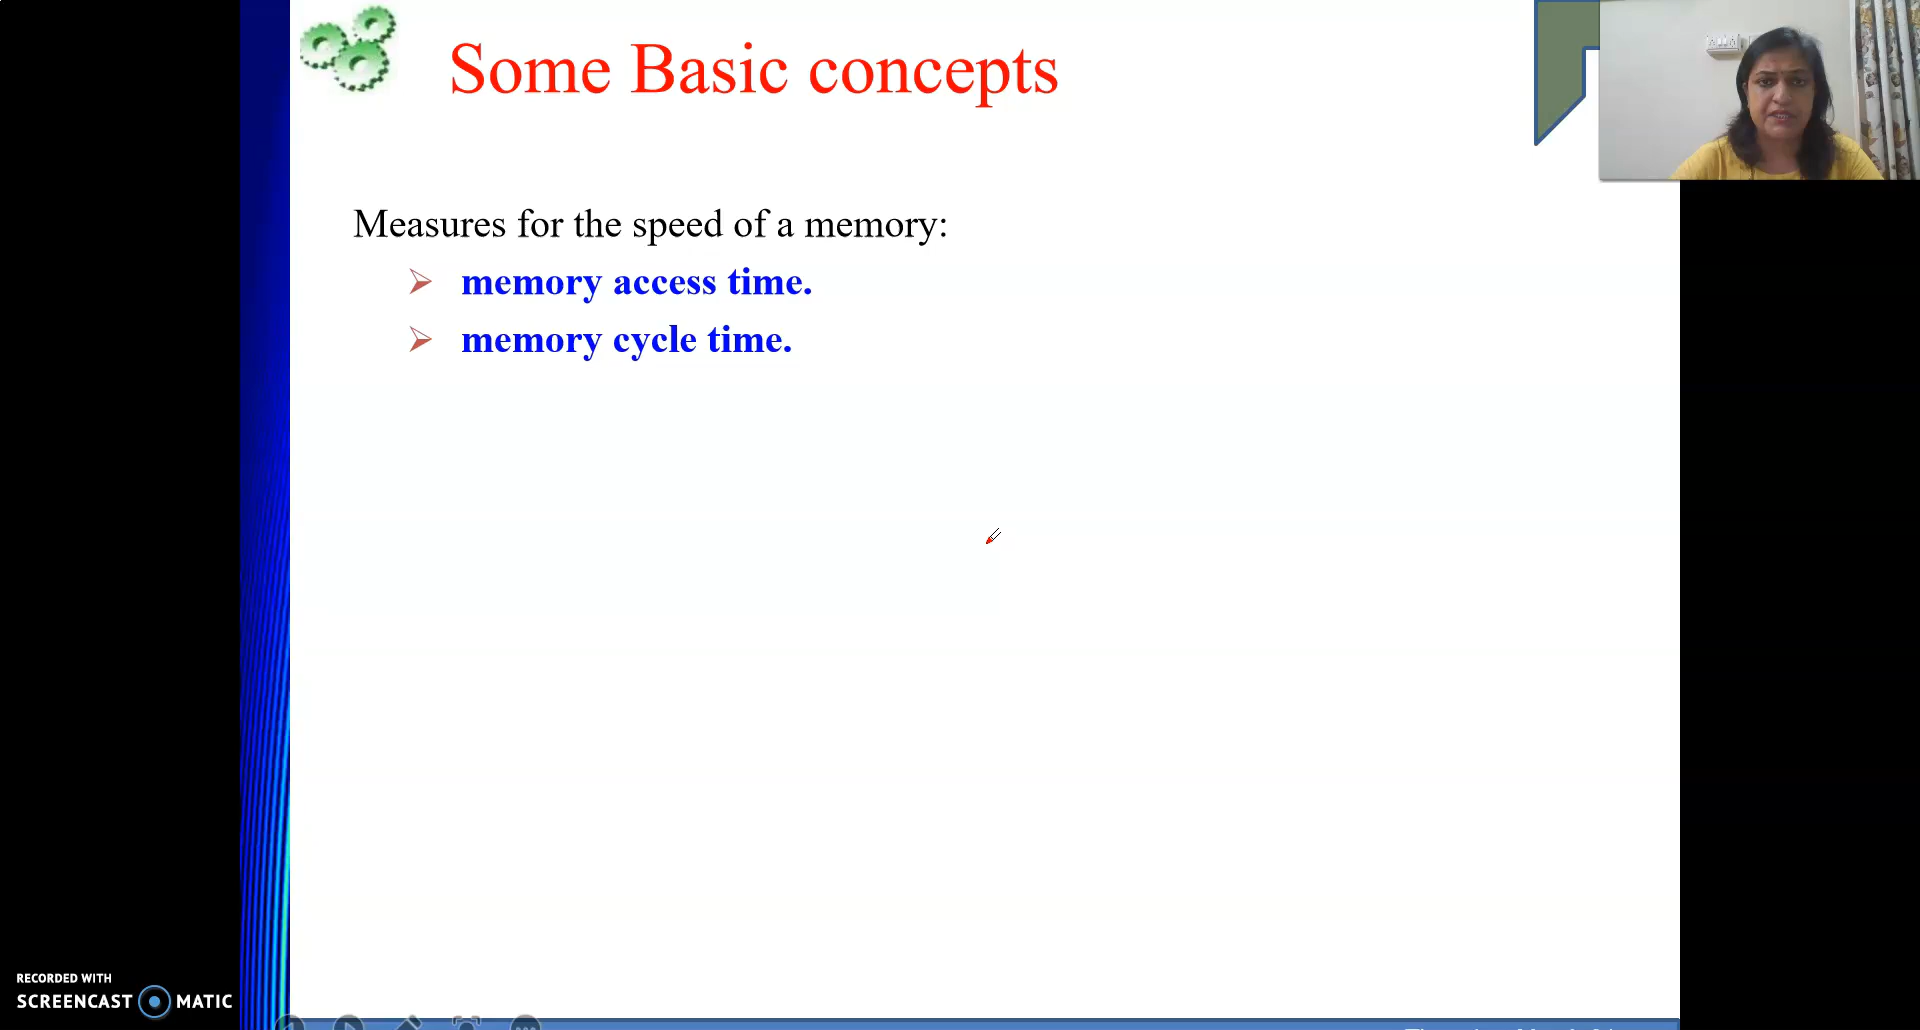 Some Basic concepts
Measures for the speed of a memory:
memory access time.
memory cycle time.
RECORDED WITH
SCREENCAST MATIC